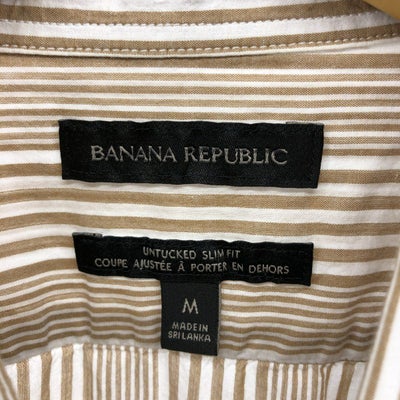 BANANA REPUBLIC
UNTUCKED SLIM FIT
COUPE AJUSTÉE À PORTER EN DEHORS
M
MADE IN
SRI LANKA